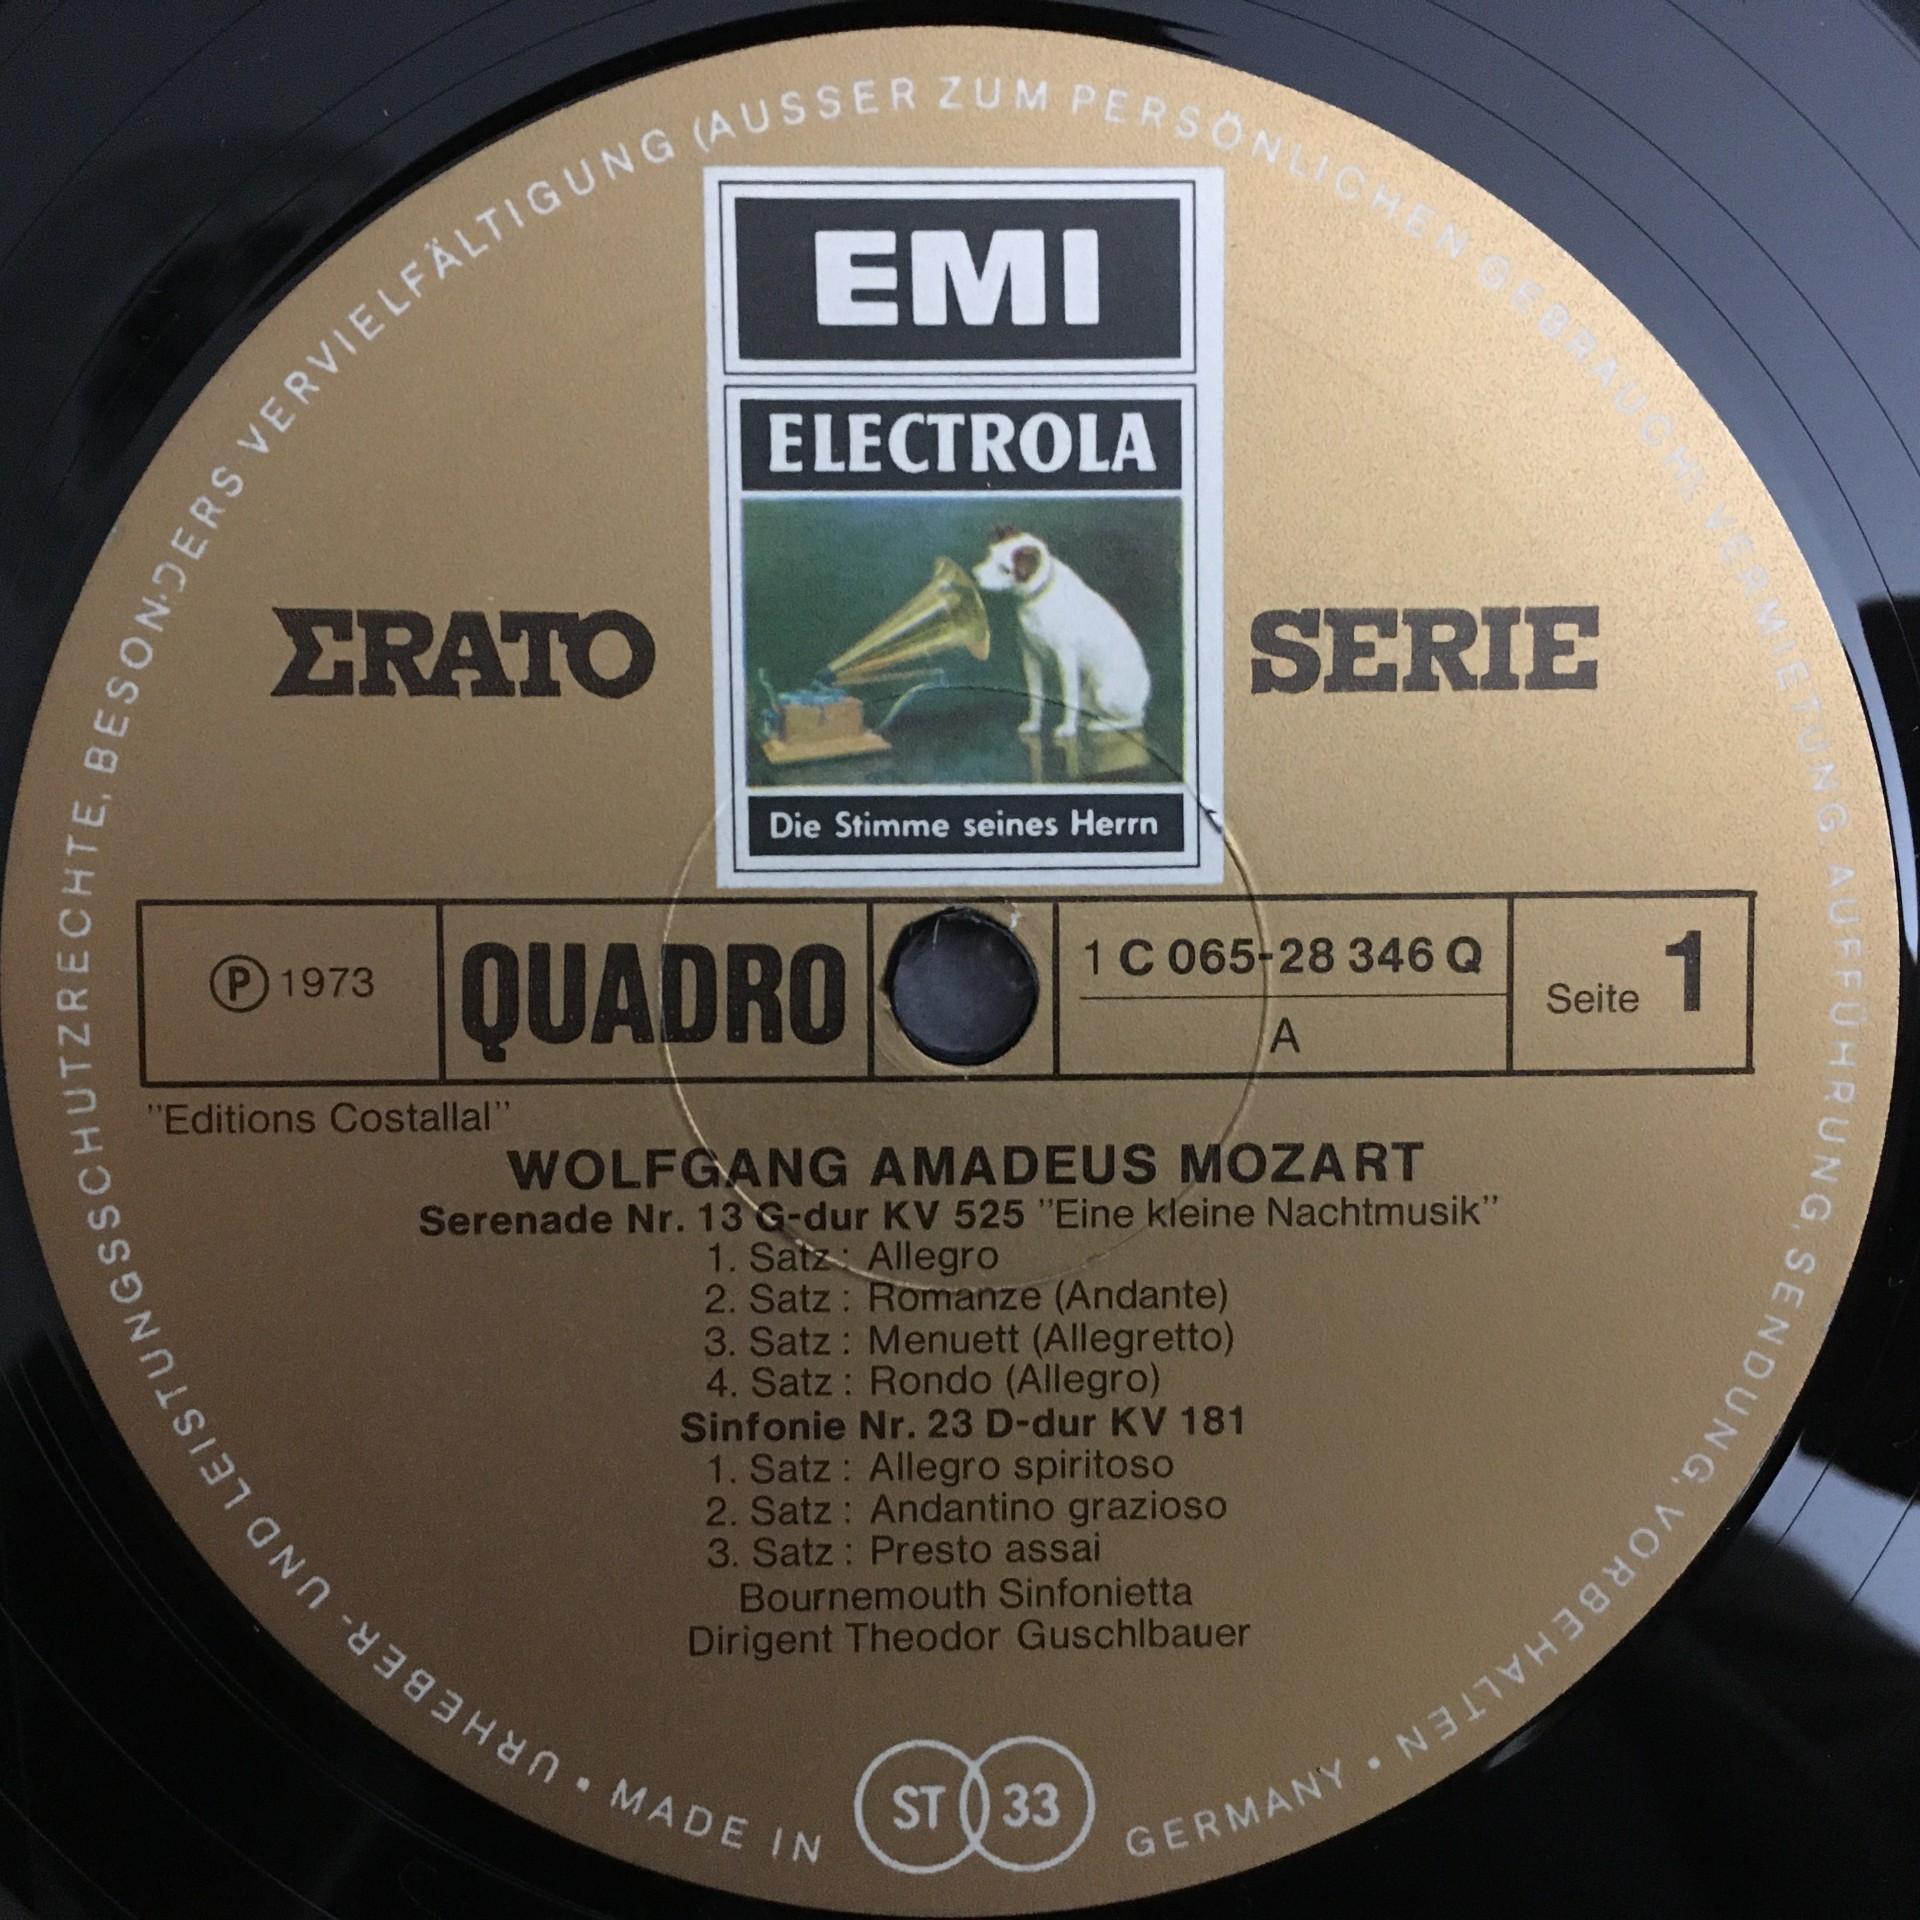 EMI
ELECTROLA
ΣRATO
SERIE
Die Stimme seines Herrn
Ⓟ 1973
QUADRO
1 C 065-28 346 Q
A
Seite 1
"Editions Costallal"
WOLFGANG AMADEUS MOZART
Serenade Nr. 13 G-dur KV 525 "Eine kleine Nachtmusik"
1. Satz : Allegro
2. Satz : Romanze (Andante)
3. Satz : Menuett (Allegretto)
4. Satz : Rondo (Allegro)
Sinfonie Nr. 23 D-dur KV 181
1. Satz : Allegro spiritoso
2. Satz : Andantino grazioso
3. Satz : Presto assai
Bournemouth Sinfonietta
Dirigent Theodor Guschlbauer
ST 33
URHEBER- UND LEISTUNGSSCHUTZRECHTE, BESONDERS VERVIELFÄLTIGUNG (AUSSER ZUM PERSÖNLICHEN GEBRAUCH), VERMIETUNG, AUFFÜHRUNG, SENDUNG, VORBEHALTEN •
MADE IN GERMANY •